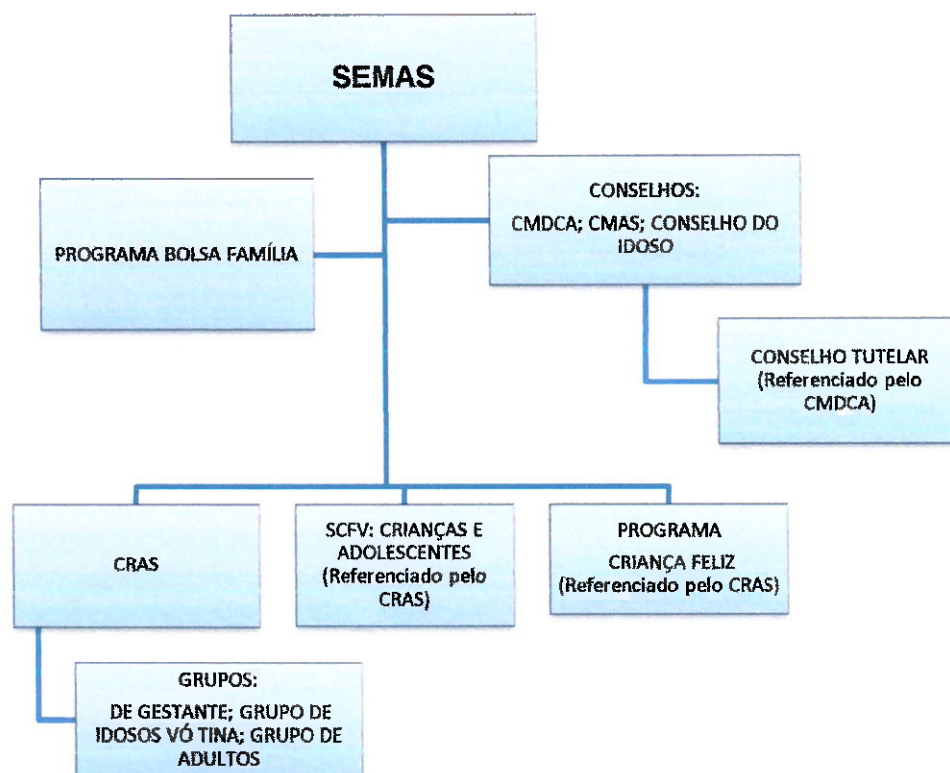 SEMAS
PROGRAMA BOLSA FAMÍLIA
CONSELHOS:
CMDCA; CMAS; CONSELHO DO
IDOSO
CONSELHO TUTELAR
(Referenciado pelo
CMDCA)
CRAS
SCFV: CRIANÇAS E
ADOLESCENTES
(Referenciado pelo
CRAS)
PROGRAMA
CRIANÇA FELIZ
(Referenciado pelo CRAS)
GRUPOS:
DE GESTANTE; GRUPO DE
IDOSOS VÓ TINA; GRUPO DE
ADULTOS